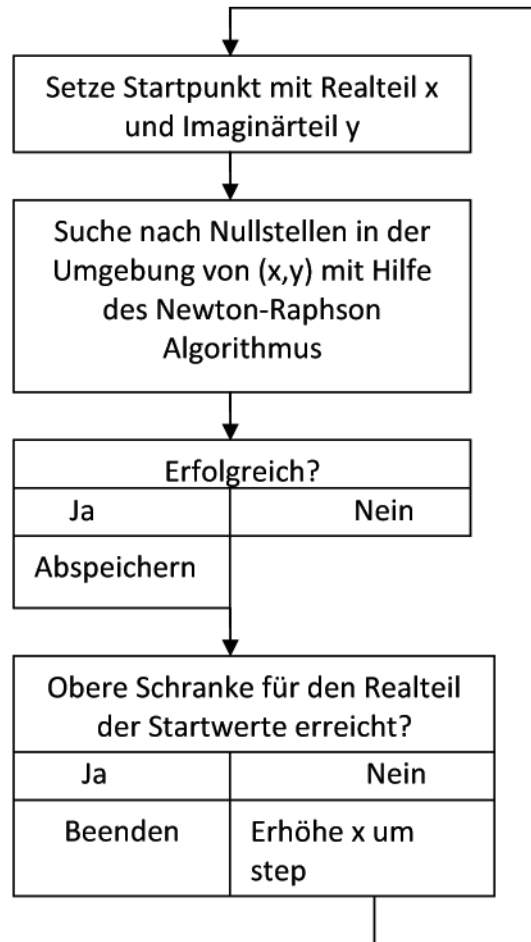 Setze Startpunkt mit Realteil x
und Imaginärteil y
Suche nach Nullstellen in der
Umgebung von (x,y) mit Hilfe
des Newton-Raphson
Algorithmus
Erfolgreich?
Ja Nein
Abspeichern
Obere Schranke für den Realteil
der Startwerte erreicht?
Ja Nein
Beenden Erhöhe x um
step